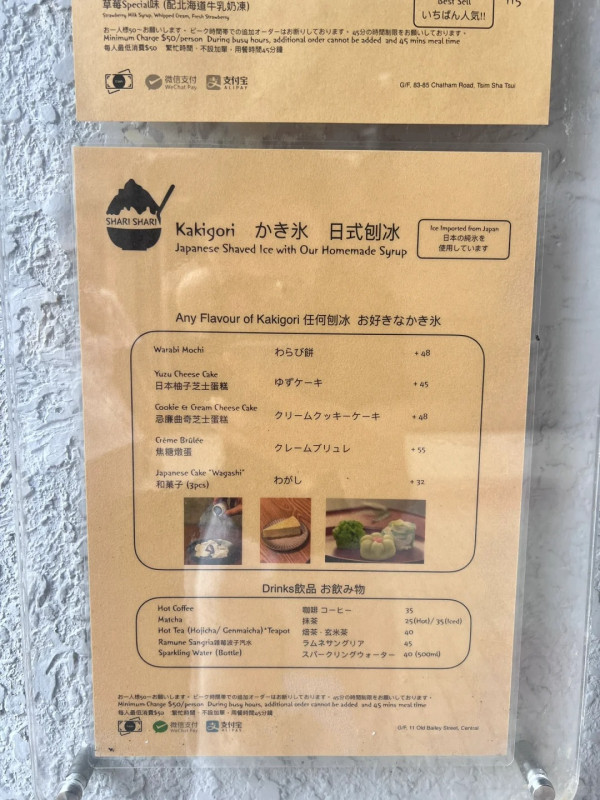 草莓Special味 (配北海道牛乳奶凍)
Strawberry Milk Syrup, Whipped Cream, Fresh Strawberry
Best Sell
いちばん人気!!
115
お一人様50~お願いします・ ピーク時間帯での追加オーダーはお断りしております・ 45分の時間制限をお願いしております・
Minimum Charge $50/person During busy hours, additional order cannot be added and 45 mins meal time
每人最低消費$50 繁忙時間・不設加單・用餐時間45分鐘
微信支付
WeChat Pay
支付宝
ALIPAY
G/F, 83-85 Chatham Road, Tsim Sha Tsui
SHARI SHARI
Kakigori かき氷 日式刨冰
Japanese Shaved Ice with Our Homemade Syrup
Ice Imported from Japan
日本の純氷を
使用しています
Any Flavour of Kakigori 任何刨冰 お好きなかき氷
Warabi Mochi わらび餅 + 48
Yuzu Cheese Cake
日本柚子芝士蛋糕 ゆずケーキ + 45
Cookie & Cream Cheese Cake
忌廉曲奇芝士蛋糕 クリームクッキーケーキ + 48
Crème Brûlée
焦糖燉蛋 クレームブリュレ + 55
Japanese Cake "Wagashi"
和菓子 (3pcs) わがし + 32
Drinks飲品 お飲み物
Hot Coffee 咖啡 コーヒー 35
Matcha 抹茶 25(Hot)/ 35(Iced)
Hot Tea (Hojicha/ Genmaicha)*Teapot 焙茶・玄米茶 40
Ramune Sangria雜莓波子汽水 ラムネサングリア 45
Sparkling Water (Bottle) スパークリングウォーター 40 (500ml)
お一人様50~お願いします・ ピーク時間帯での追加オーダーはお断りしております・ 45分の時間制限をお願いしております・
Minimum Charge $50/person During busy hours, additional order cannot be added and 45 mins meal time
每人最低消費$50 繁忙時間・不設加單・用餐時間45分鐘
微信支付
WeChat Pay
支付宝
ALIPAY
G/F, 11 Old Bailey Street, Central